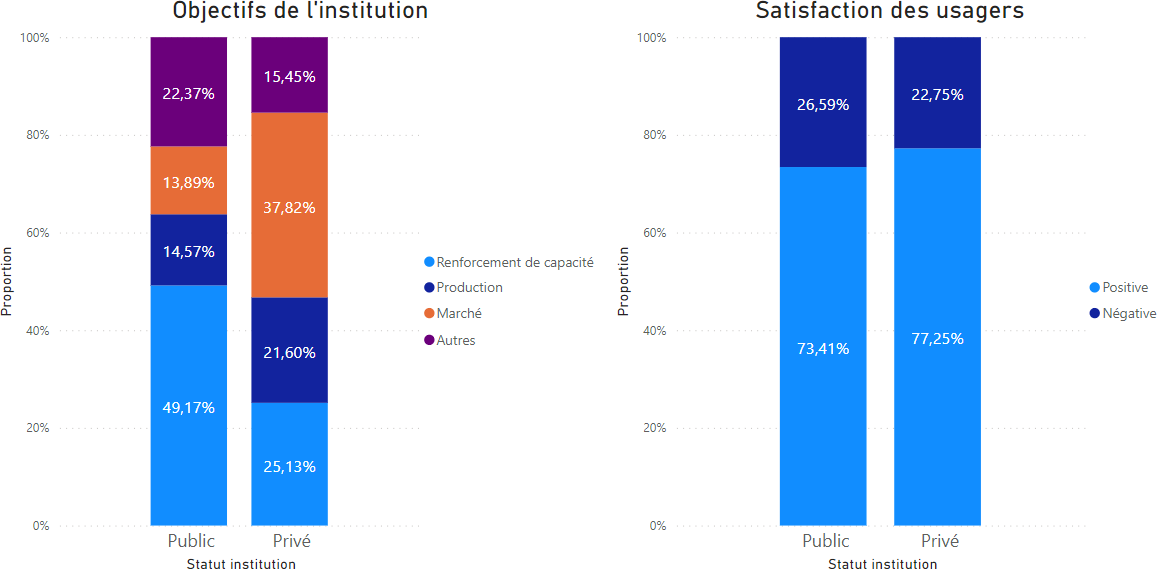 Objectifs de l'institution
100%
80%
60%
40%
20%
0%
Proportion
22,37%
13,89%
14,57%
49,17%
15,45%
37,82%
21,60%
25,13%
Public
Privé
Statut institution
Renforcement de capacité
Production
Marché
Autres
Satisfaction des usagers
100%
80%
60%
40%
20%
0%
Proportion
26,59%
73,41%
22,75%
77,25%
Public
Privé
Statut institution
Positive
Négative